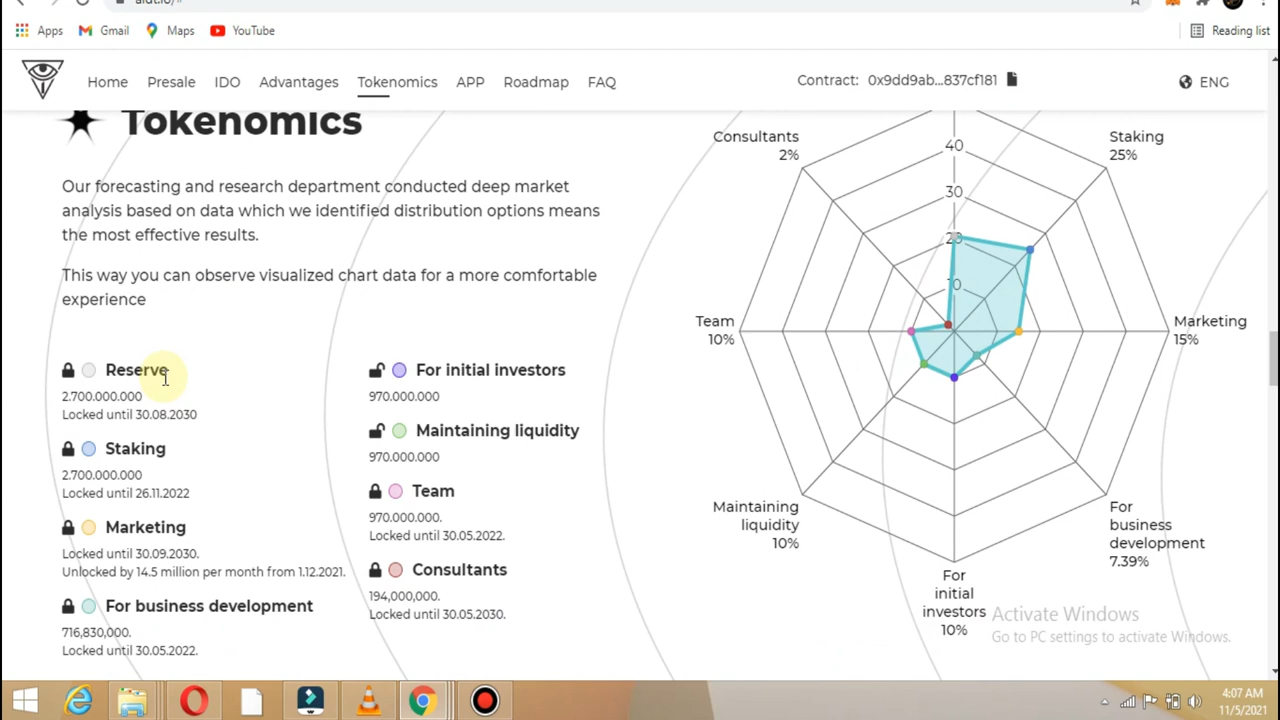 Apps
Gmail
Maps
YouTube
Reading list
Home
Presale
IDO
Advantages
Tokenomics
APP
Roadmap
FAQ
Contract: 0x9dd9ab...837cf181
ENG
Tokenomics
Our forecasting and research department conducted deep market
analysis based on data which we identified distribution options means
the most effective results.
This way you can observe visualized chart data for a more comfortable
experience
Reserve
2.700.000.000
Locked until 30.08.2030
Staking
2.700.000.000
Locked until 26.11.2022
Marketing
Locked until 30.09.2030.
Unlocked by 14.5 million per month from 1.12.2021.
For business development
716,830,000.
Locked until 30.05.2022.
For initial investors
970.000.000
Maintaining liquidity
970.000.000
Team
970.000.000.
Locked until 30.05.2022.
Consultants
194,000,000.
Locked until 30.05.2030.
Consultants
2%
40
30
20
10
Staking
25%
Team
10%
Marketing
15%
Maintaining
liquidity
10%
For
business
development
7.39%
For
initial
investors
10%
Activate Windows
Go to PC settings to activate Windows.
4:07 AM
11/5/2021